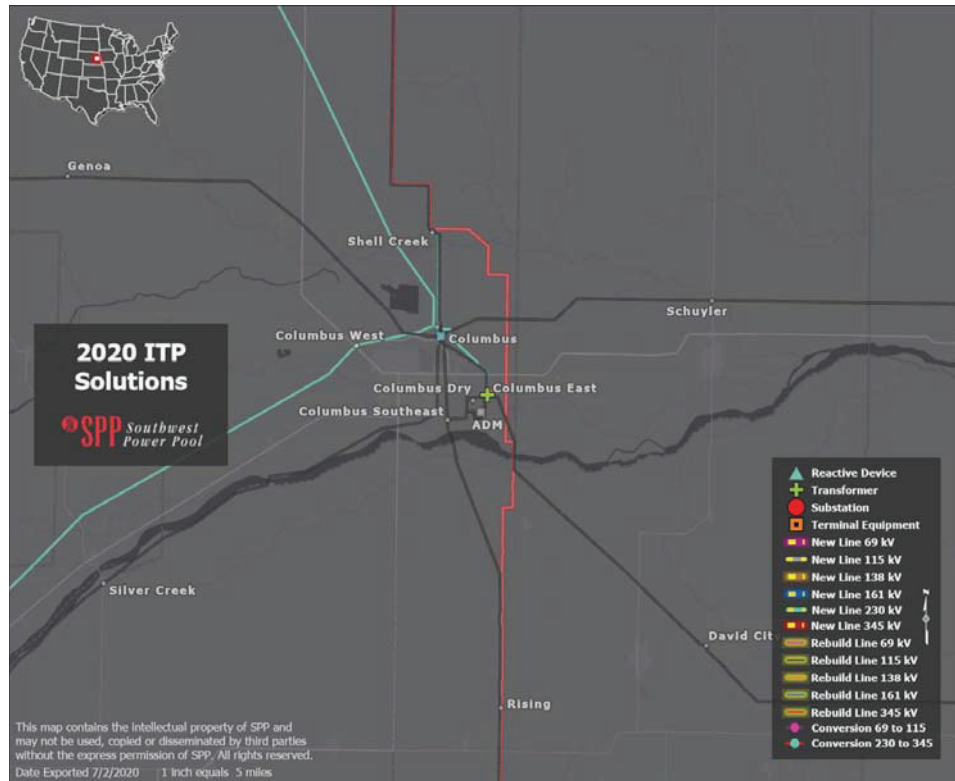 Genoa
Shell Creek
Schuyler
Columbus West
Columbus
2020 ITP
Solutions
SPP Southwest
Power Pool
Columbus Dry
Columbus East
Columbus Southeast
ADM
Silver Creek
David City
Rising
Reactive Device
Transformer
Substation
Terminal Equipment
New Line 69 kV
New Line 115 kV
New Line 138 kV
New Line 161 kV
New Line 230 kV
New Line 345 kV
Rebuild Line 69 kV
Rebuild Line 115 kV
Rebuild Line 138 kV
Rebuild Line 161 kV
Rebuild Line 345 kV
Conversion 69 to 115
Conversion 230 to 345
N
This map contains the intellectual property of SPP and
may not be used, copied or disseminated by third parties
without the express permission of SPP. All rights reserved.
Date Exported 7/2/2020 1 inch equals 5 miles